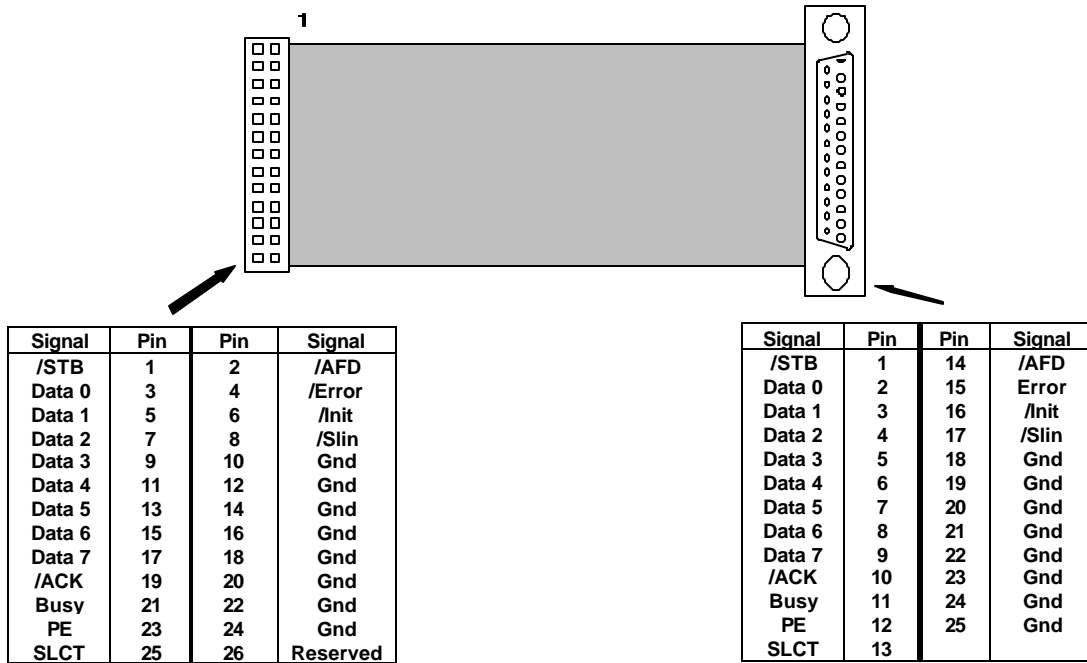 1
Signal Pin Pin Signal
/STB 1 2 /AFD
Data 0 3 4 /Error
Data 1 5 6 /Init
Data 2 7 8 /Slin
Data 3 9 10 Gnd
Data 4 11 12 Gnd
Data 5 13 14 Gnd
Data 6 15 16 Gnd
Data 7 17 18 Gnd
/ACK 19 20 Gnd
Busy 21 22 Gnd
PE 23 24 Gnd
SLCT 25 26 Reserved
Signal Pin Pin Signal
/STB 1 14 /AFD
Data 0 2 15 Error
Data 1 3 16 /Init
Data 2 4 17 /Slin
Data 3 5 18 Gnd
Data 4 6 19 Gnd
Data 5 7 20 Gnd
Data 6 8 21 Gnd
Data 7 9 22 Gnd
/ACK 10 23 Gnd
Busy 11 24 Gnd
PE 12 25 Gnd
SLCT 13